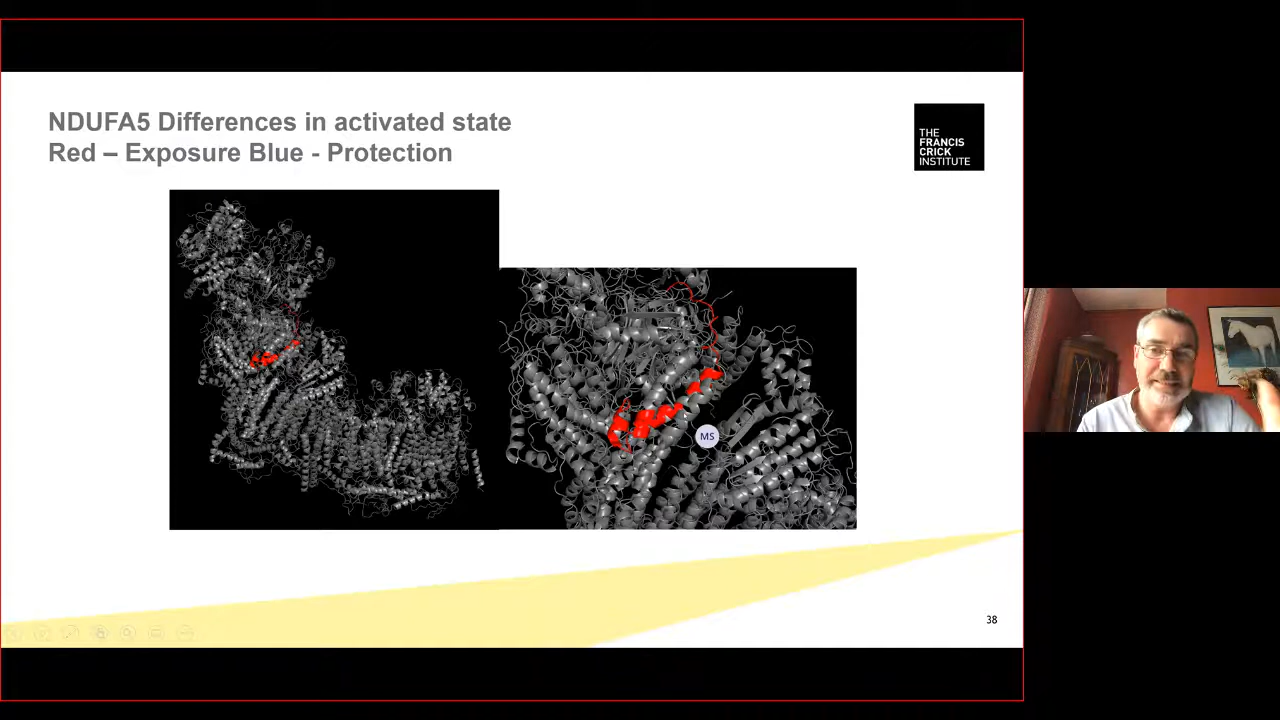 NDUFA5 Differences in activated state
Red – Exposure Blue - Protection
THE
FRANCIS
CRICK
INSTITUTE
MS
38